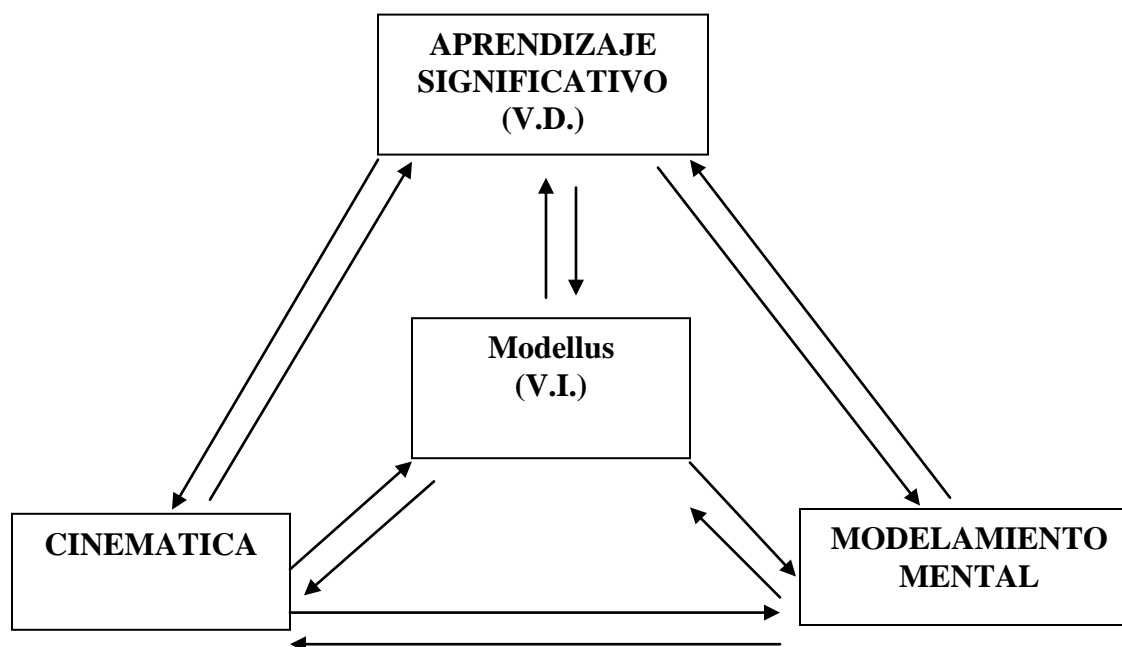 APRENDIZAJE
SIGNIFICATIVO
(V.D.)
Modellus
(V.I.)
CINEMATICA
MODELAMIENTO
MENTAL